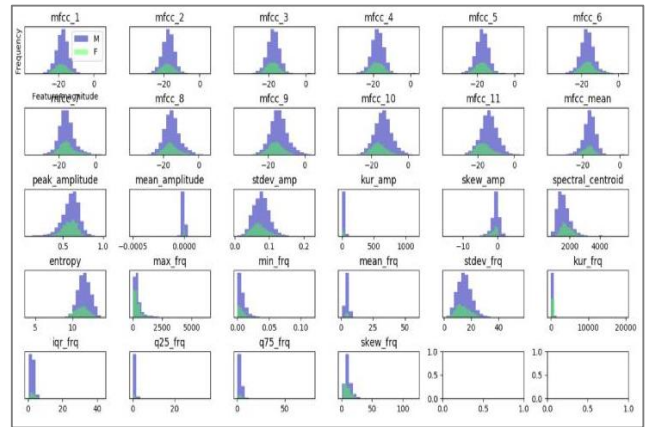 mfcc_1 mfcc_2 mfcc_3 mfcc_4 mfcc_5 mfcc_6
Frequency
M
F
−20 0 −20 0 −20 0 −20 0 −20 0 −20 0
Feature magnitude
mfcc_7 mfcc_8 mfcc_9 mfcc_10 mfcc_11 mfcc_mean
−20 0 −20 0 −20 0 −20 0 −20 0 −20 0
peak_amplitude mean_amplitude stdev_amp kur_amp skew_amp spectral_centroid
0.5 1.0 −0.0005 0.0000 0.0 0.1 0.2 0 500 1000 −10 0 2000 4000
entropy max_frq min_frq mean_frq stdev_frq kur_frq
5 10 0 2500 5000 0.00 0.05 0.10 0 20 0 20 40 0 10000 20000
iqr_frq q25_frq q75_frq skew_frq 1.0 1.0
0.5 0.5
0.0 0.0
0 20 40 0 20 0 50 0 50 100 0.0 0.5 1.0 0.0 0.5 1.0